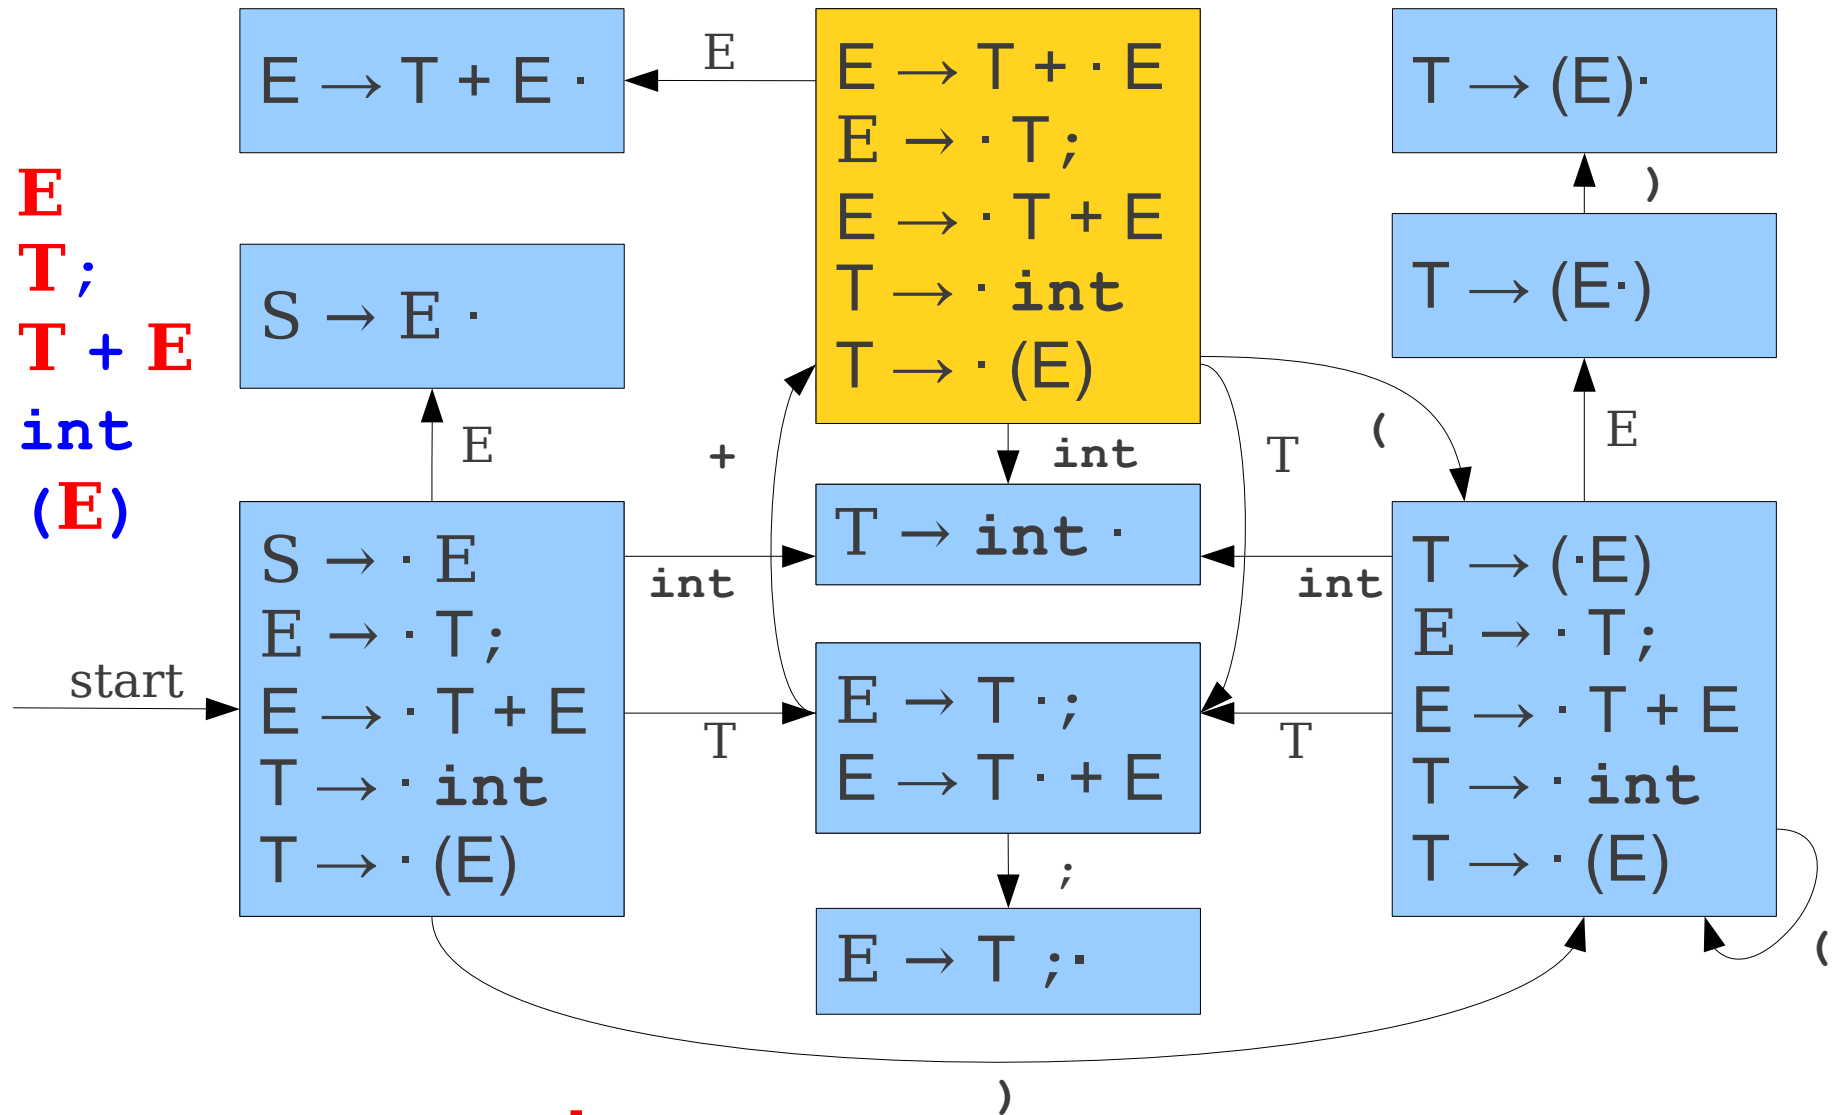 E
T ;
T + E
int
(E)
E → T + E ·
E
E → T + · E
E → · T ;
E → · T + E
T → · int
T → · (E)
T → (E)·
)
T → (E·)
E
S → E ·
E
+
int
T
(
T → int ·
int
int
start
S → · E
E → · T ;
E → · T + E
T → · int
T → · (E)
T
E → T · ;
E → T · + E
T
;
E → T ;·
T → (·E)
E → · T ;
E → · T + E
T → · int
T → · (E)
(
)